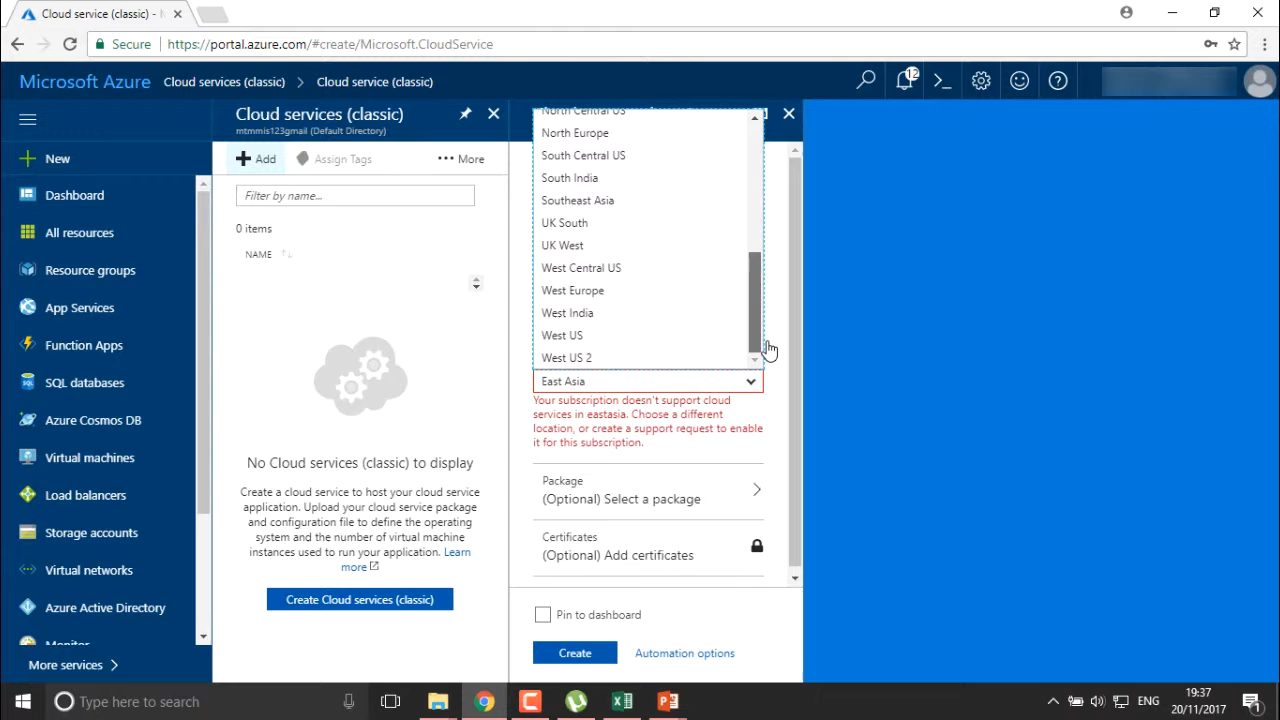 Cloud service (classic) -
Secure
https://portal.azure.com/#create/Microsoft.CloudService
Microsoft Azure
Cloud services (classic)
Cloud service (classic)
12
New
Dashboard
All resources
Resource groups
App Services
Function Apps
SQL databases
Azure Cosmos DB
Virtual machines
Load balancers
Storage accounts
Virtual networks
Azure Active Directory
Monitor
More services
Cloud services (classic)
mtmmis123gmail (Default Directory)
Add
Assign Tags
More
Filter by name...
0 items
NAME
No Cloud services (classic) to display
Create a cloud service to host your cloud service
application. Upload your cloud service package
and configuration file to define the operating
system and the number of virtual machine
instances used to run your application. Learn
more
Create Cloud services (classic)
North Central US
North Europe
South Central US
South India
Southeast Asia
UK South
UK West
West Central US
West Europe
West India
West US
West US 2
East Asia
Your subscription doesn't support cloud
services in eastasia. Choose a different
location, or create a support request to enable
it for this subscription.
Package
(Optional) Select a package
Certificates
(Optional) Add certificates
Pin to dashboard
Create
Automation options
Type here to search
ENG
19:37
20/11/2017
1